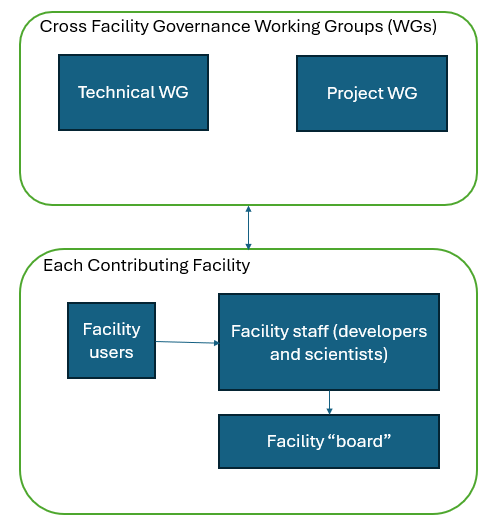 Cross Facility Governance Working Groups (WGs)
Technical WG
Project WG
Each Contributing Facility
Facility
users
Facility staff (developers
and scientists)
Facility “board”